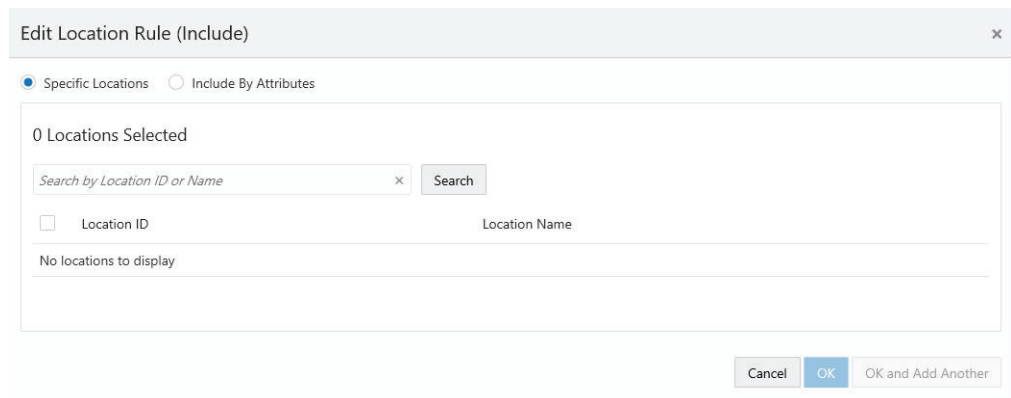 Edit Location Rule (Include)
Specific Locations Include By Attributes
0 Locations Selected
Search by Location ID or Name Search
Location ID Location Name
No locations to display
Cancel OK OK and Add Another